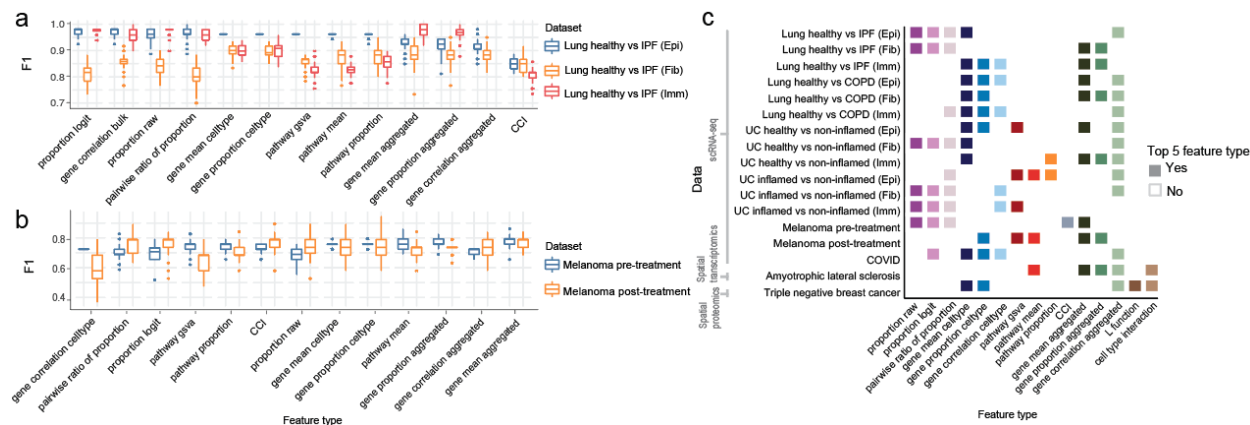 a
F1
1.0
0.9
0.8
0.7
proportion logit
gene correlation bulk
proportion raw
pairwise ratio of proportion
gene mean celltype
gene proportion celtype
pathway gsva
pathway mean
pathway proportion
gene mean aggregated
gene proportion aggregated
gene correlation aggregated
CCI
Dataset
Lung healthy vs IPF (Epi)
Lung healthy vs IPF (Fib)
Lung healthy vs IPF (Imm)
b
F1
0.8
0.6
0.4
gene correlation celltype
pairwise ratio of proportion
proportion logit
pathway gsva
pathway proportion
CCI
proportion raw
gene mean celltype
gene proportion celtype
pathway mean
gene proportion aggregated
gene correlation aggregated
gene mean aggregated
Feature type
Dataset
Melanoma pre-treatment
Melanoma post-treatment
c
Data
scRNA-seq
Spatial
transcriptomics
Spatial
proteomics
Lung healthy vs IPF (Epi)
Lung healthy vs IPF (Fib)
Lung healthy vs IPF (Imm)
Lung healthy vs COPD (Epi)
Lung healthy vs COPD (Fib)
Lung healthy vs COPD (Imm)
UC healthy vs non-inflamed (Epi)
UC healthy vs non-inflamed (Fib)
UC healthy vs non-inflamed (Imm)
UC inflamed vs non-inflamed (Epi)
UC inflamed vs non-inflamed (Fib)
UC inflamed vs non-inflamed (Imm)
Melanoma pre-treatment
Melanoma post-treatment
COVID
Amyotrophic lateral sclerosis
Triple negative breast cancer
proportion raw
proportion logit
pairwise ratio of proportion
gene mean celltype
gene proportion celtype
gene correlation celltype
pathway gsva
pathway mean
pathway proportion
CCI
gene mean aggregated
gene proportion aggregated
gene correlation aggregated
L function
cell type interaction
Feature type
Top 5 feature type
Yes
No